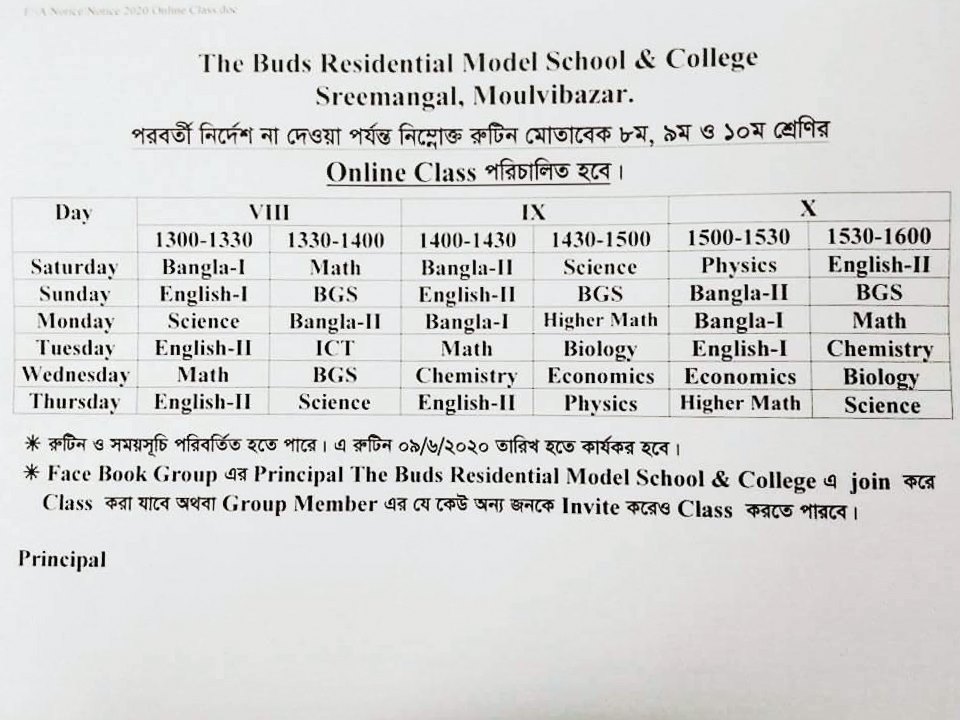 E:\A Norice\Notice 2020\Online Class.doc
The Buds Residential Model School & College
Sreemangal, Moulvibazar.
পরবর্তী নির্দেশ না দেওয়া পর্যন্ত নিম্নোক্ত রুটিন মোতাবেক ৮ম, ৯ম ও ১০ম শ্রেণির
Online Class পরিচালিত হবে।
Day VIII IX X
1300-1330 1330-1400 1400-1430 1430-1500 1500-1530 1530-1600
Saturday Bangla-I Math Bangla-II Science Physics English-II
Sunday English-I BGS English-II BGS Bangla-II BGS
Monday Science Bangla-II Bangla-I Higher Math Bangla-I Math
Tuesday English-II ICT Math Biology English-I Chemistry
Wednesday Math BGS Chemistry Economics Economics Biology
Thursday English-II Science English-II Physics Higher Math Science
* রুটিন ও সময়সূচি পরিবর্তিত হতে পারে। এ রুটিন ০৯/৬/২০২০ তারিখ হতে কার্যকর হবে।
* Face Book Group এর Principal The Buds Residential Model School & College এ join করে
Class করা যাবে অথবা Group Member এর যে কেউ অন্য জনকে Invite করেও Class করতে পারবে।
Principal